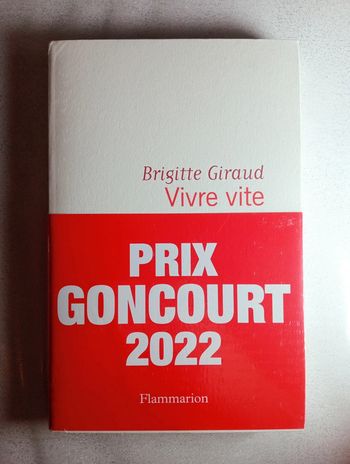 Brigitte Giraud
Vivre vite
PRIX
GONCOURT
2022
Flammarion